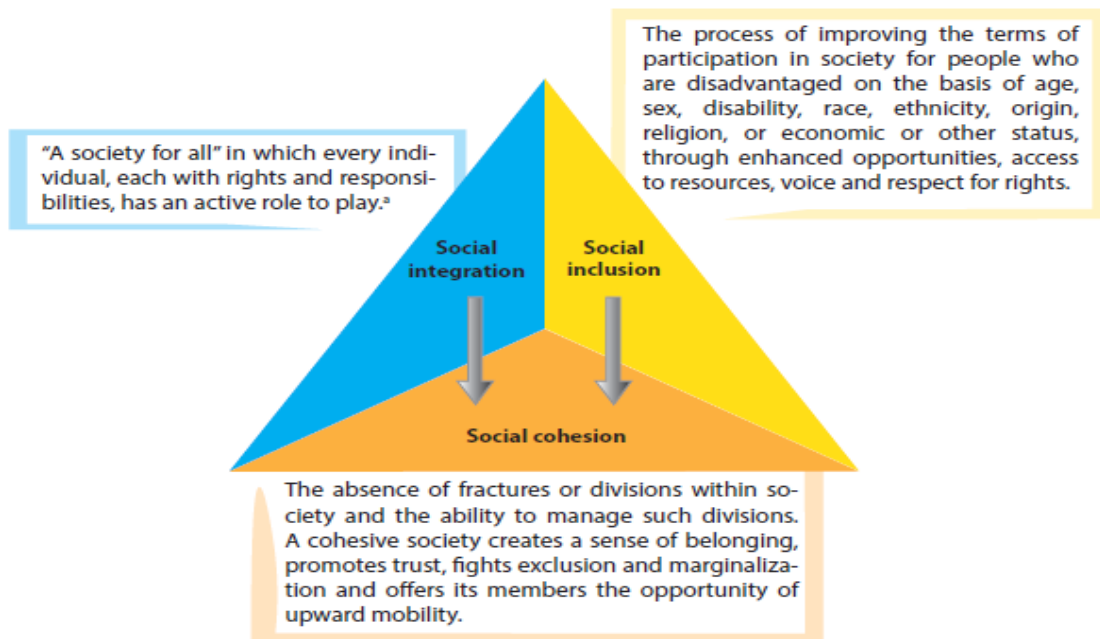 The process of improving the terms of
participation in society for people who
are disadvantaged on the basis of age,
sex, disability, race, ethnicity, origin,
religion, or economic or other status,
through enhanced opportunities, access
to resources, voice and respect for rights.
“A society for all” in which every indi-
vidual, each with rights and responsi-
bilities, has an active role to play.ᵃ
Social
integration
Social
inclusion
Social cohesion
The absence of fractures or divisions within so-
ciety and the ability to manage such divisions.
A cohesive society creates a sense of belonging,
promotes trust, fights exclusion and marginaliza-
tion and offers its members the opportunity of
upward mobility.